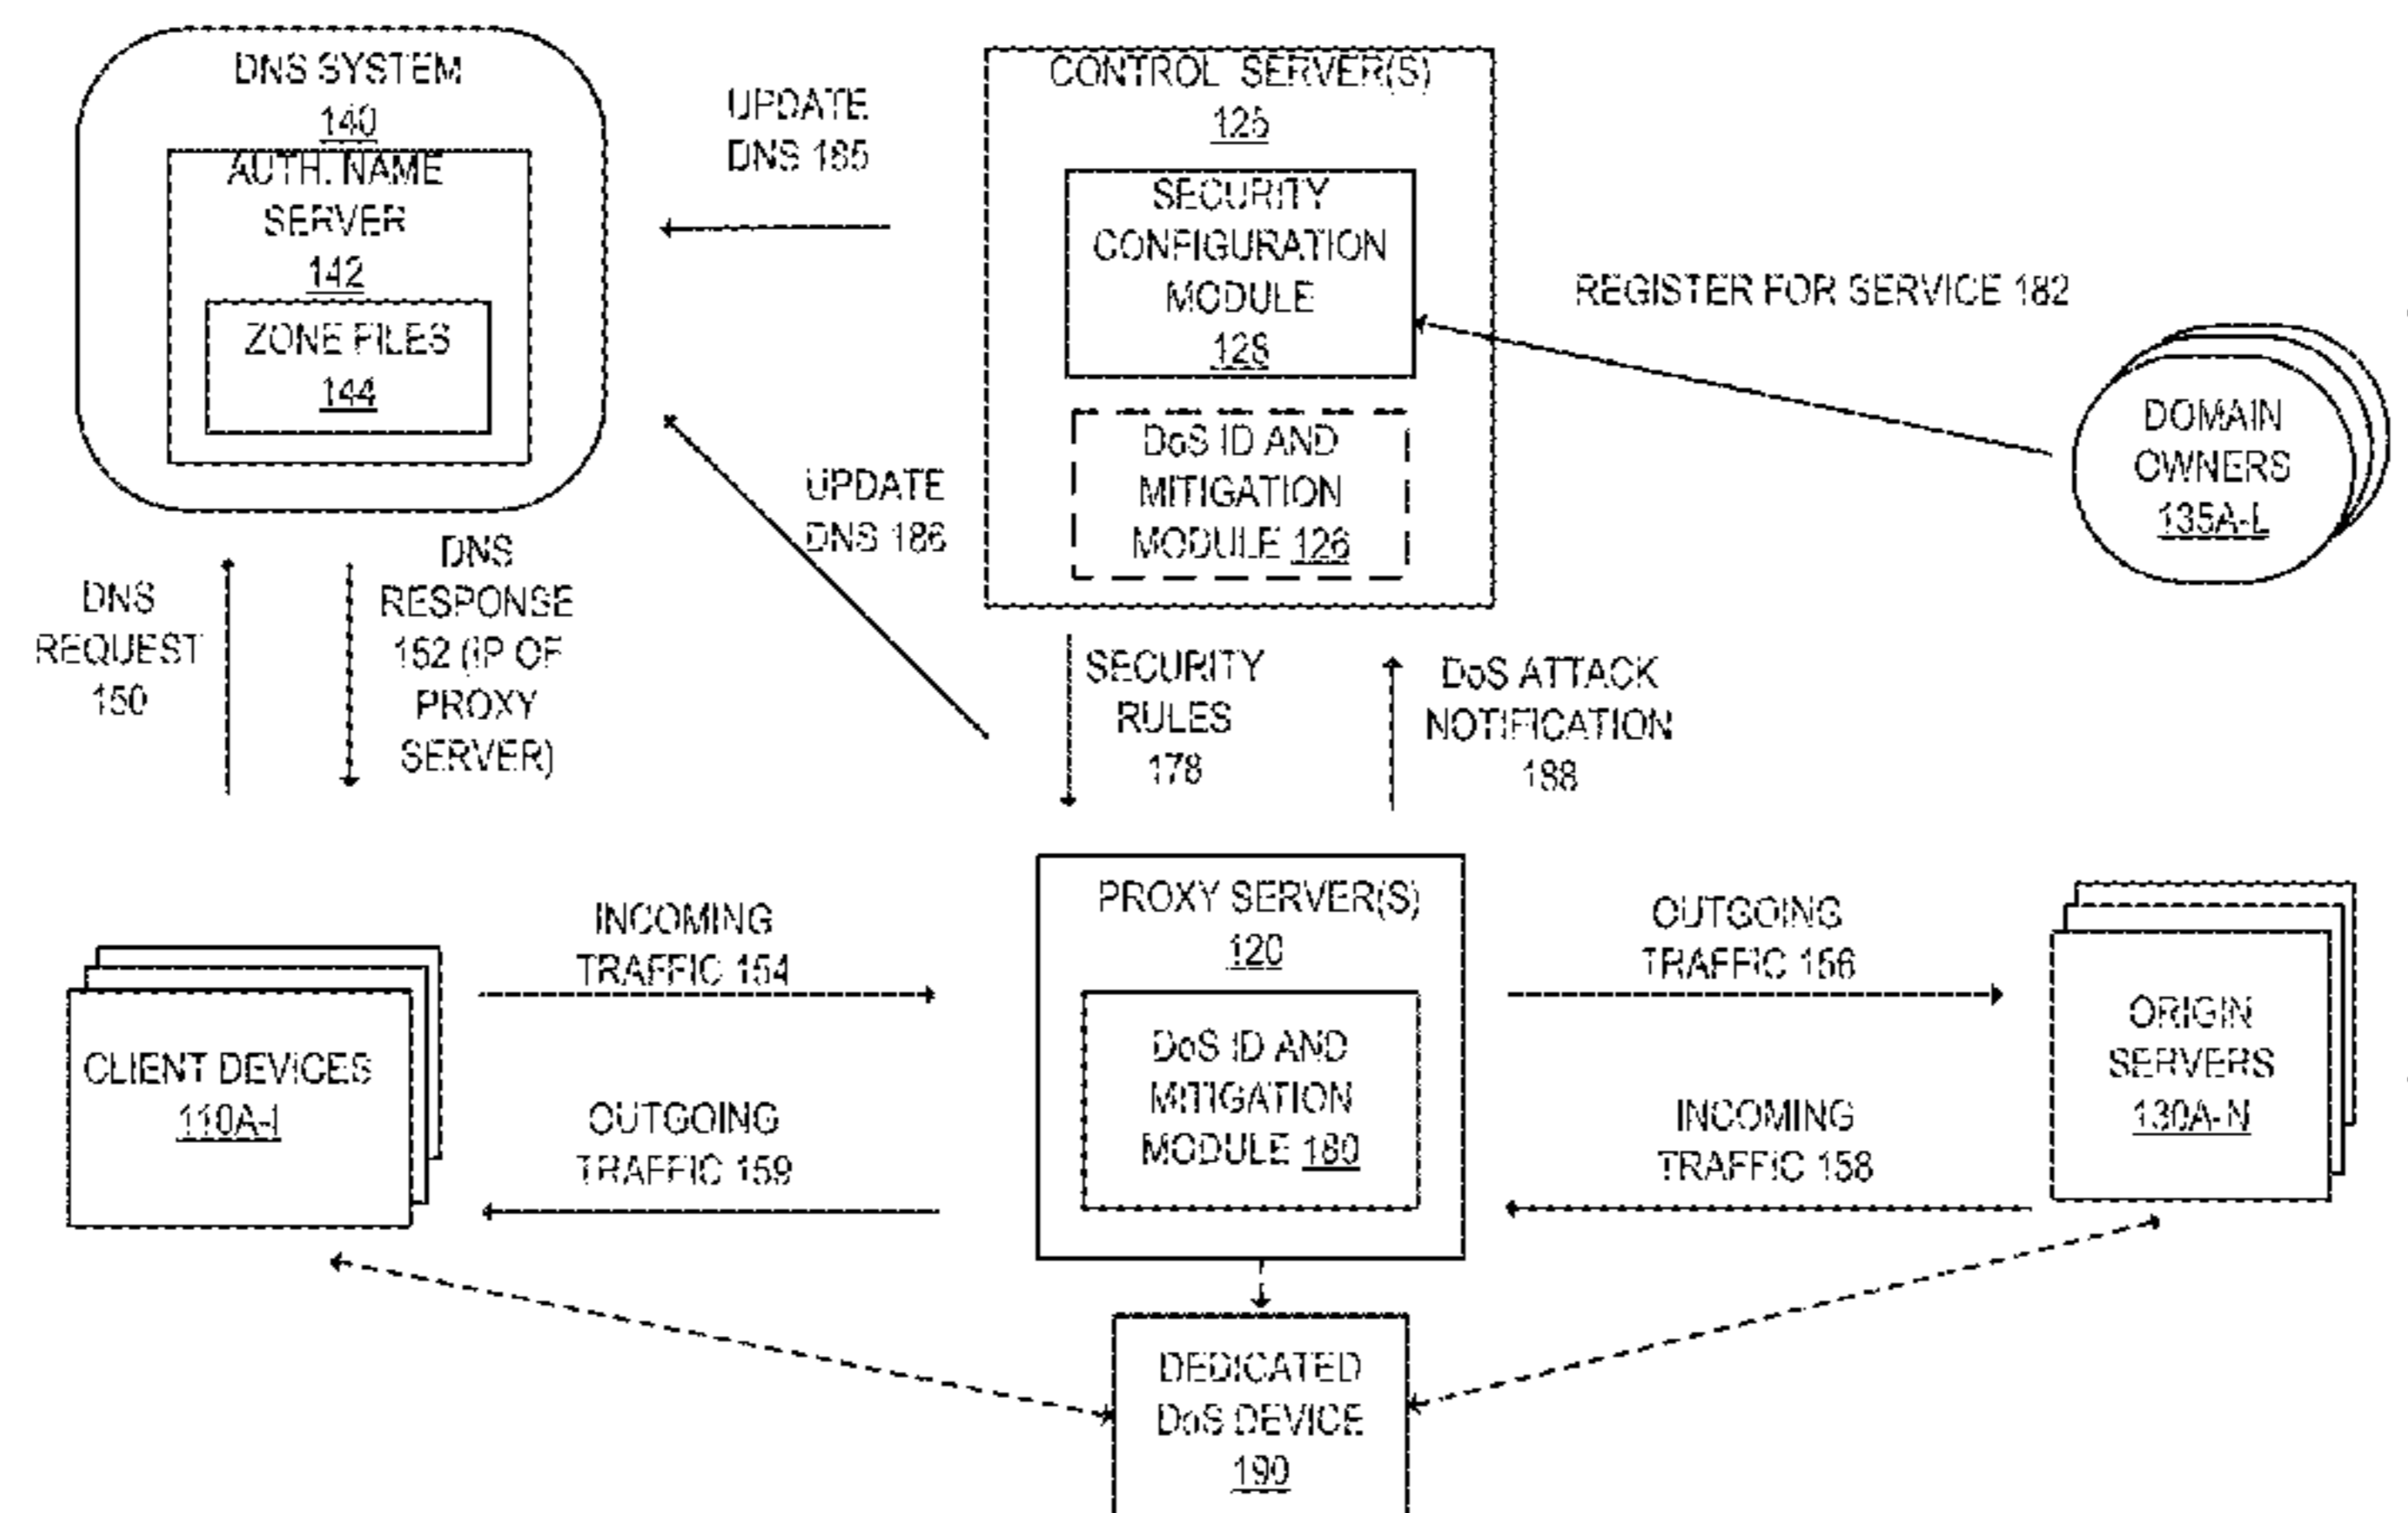 DNS SYSTEM
140
AUTH. NAME
SERVER
142
ZONE FILES
144
UPDATE
DNS 185
CONTROL SERVER(S)
125
SECURITY
CONFIGURATION
MODULE
128
DoS ID AND
MITIGATION
MODULE 126
REGISTER FOR SERVICE 182
DOMAIN
OWNERS
135A-L
UPDATE
DNS 186
DNS
REQUEST
150
DNS
RESPONSE
152 (IP OF
PROXY
SERVER)
SECURITY
RULES
178
DoS ATTACK
NOTIFICATION
188
CLIENT DEVICES
110A-I
INCOMING
TRAFFIC 154
OUTGOING
TRAFFIC 159
PROXY SERVER(S)
120
DoS ID AND
MITIGATION
MODULE 180
OUTGOING
TRAFFIC 156
INCOMING
TRAFFIC 158
ORIGIN
SERVERS
130A-N
DEDICATED
DoS DEVICE
190